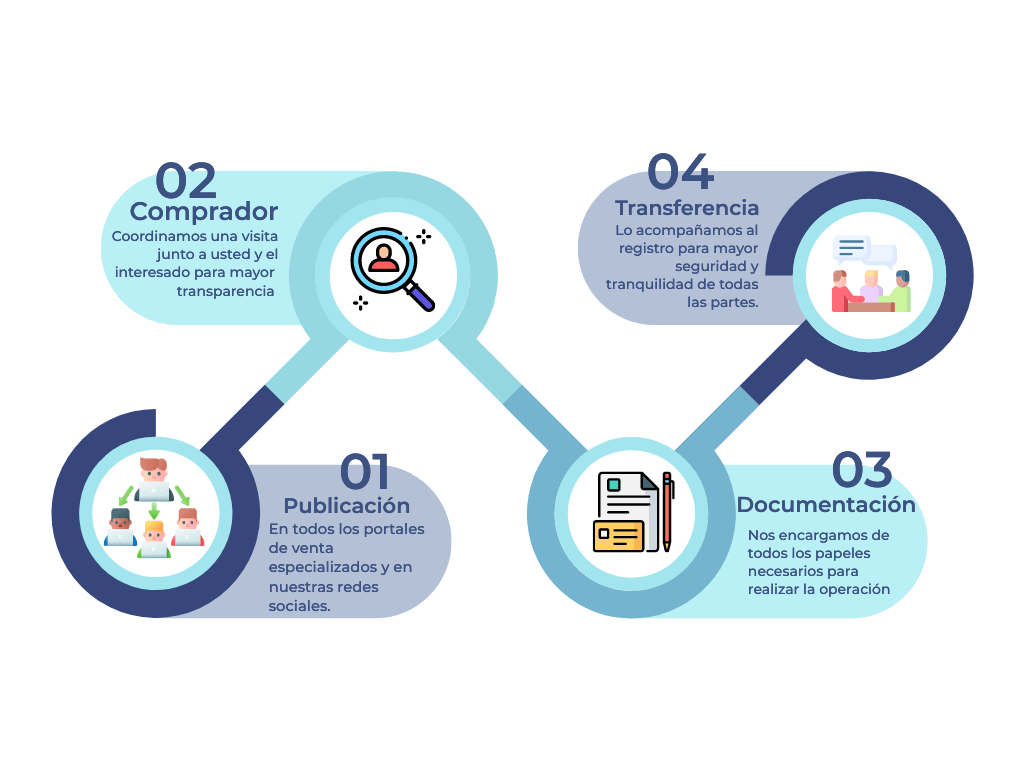 01
Publicación
En todos los portales
de venta
especializados y en
nuestras redes
sociales.
02
Comprador
Coordinamos una visita
junto a usted y el
interesado para mayor
transparencia
03
Documentación
Nos encargamos de
todos los papeles
necesarios para
realizar la operación
04
Transferencia
Lo acompañamos al
registro para mayor
seguridad y
tranquilidad de todas
las partes.